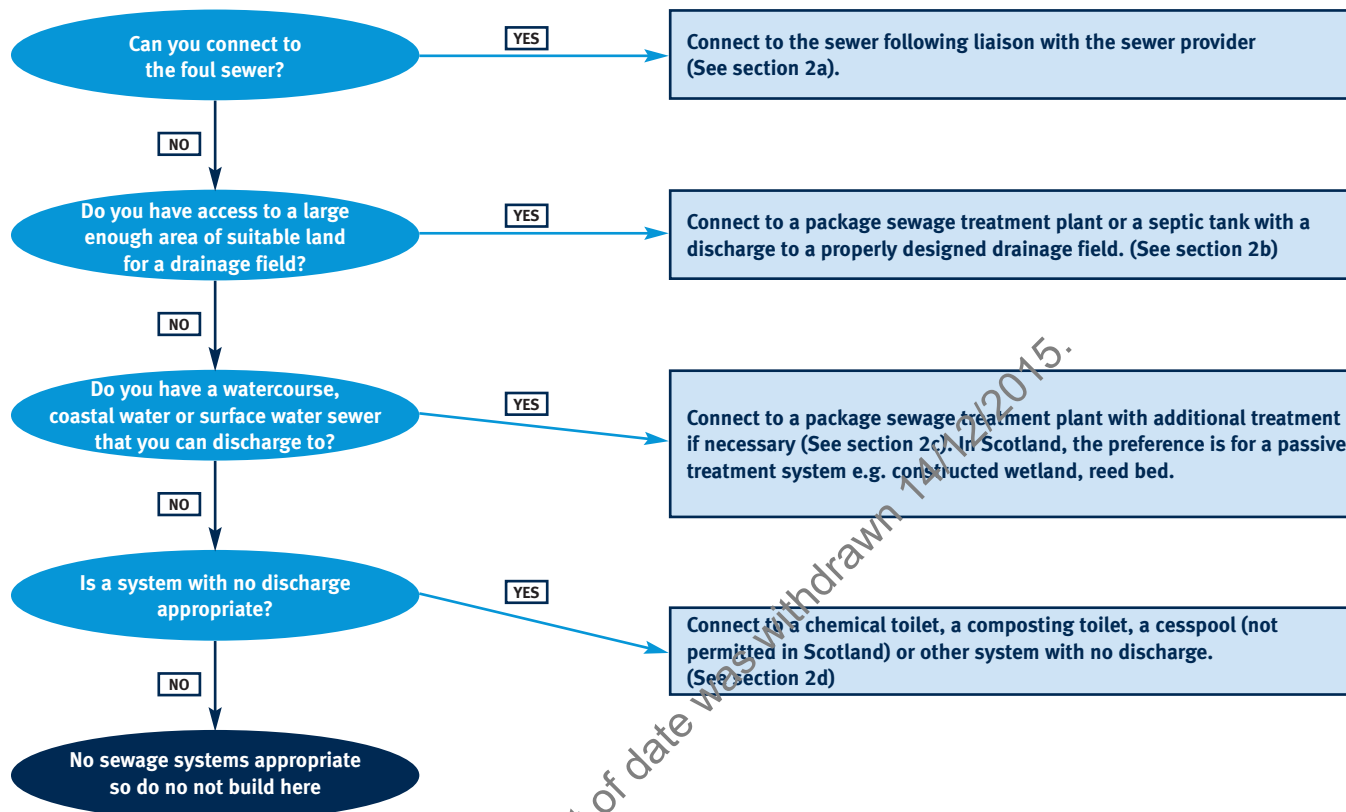 Can you connect to
the foul sewer?
YES
Connect to the sewer following liaison with the sewer provider
(See section 2a).
NO
Do you have access to a large
enough area of suitable land
for a drainage field?
YES
Connect to a package sewage treatment plant or a septic tank with a
discharge to a properly designed drainage field. (See section 2b)
NO
Do you have a watercourse,
coastal water or surface water sewer
that you can discharge to?
YES
Connect to a package sewage treatment plant with additional treatment
if necessary (See section 2c). In Scotland, the preference is for a passive
treatment system e.g. constructed wetland, reed bed.
NO
Is a system with no discharge
appropriate?
YES
Connect to a chemical toilet, a composting toilet, a cesspool (not
permitted in Scotland) or other system with no discharge.
(See section 2d)
NO
No sewage systems appropriate
so do no not build here
of date was withdrawn 14/12/2015.